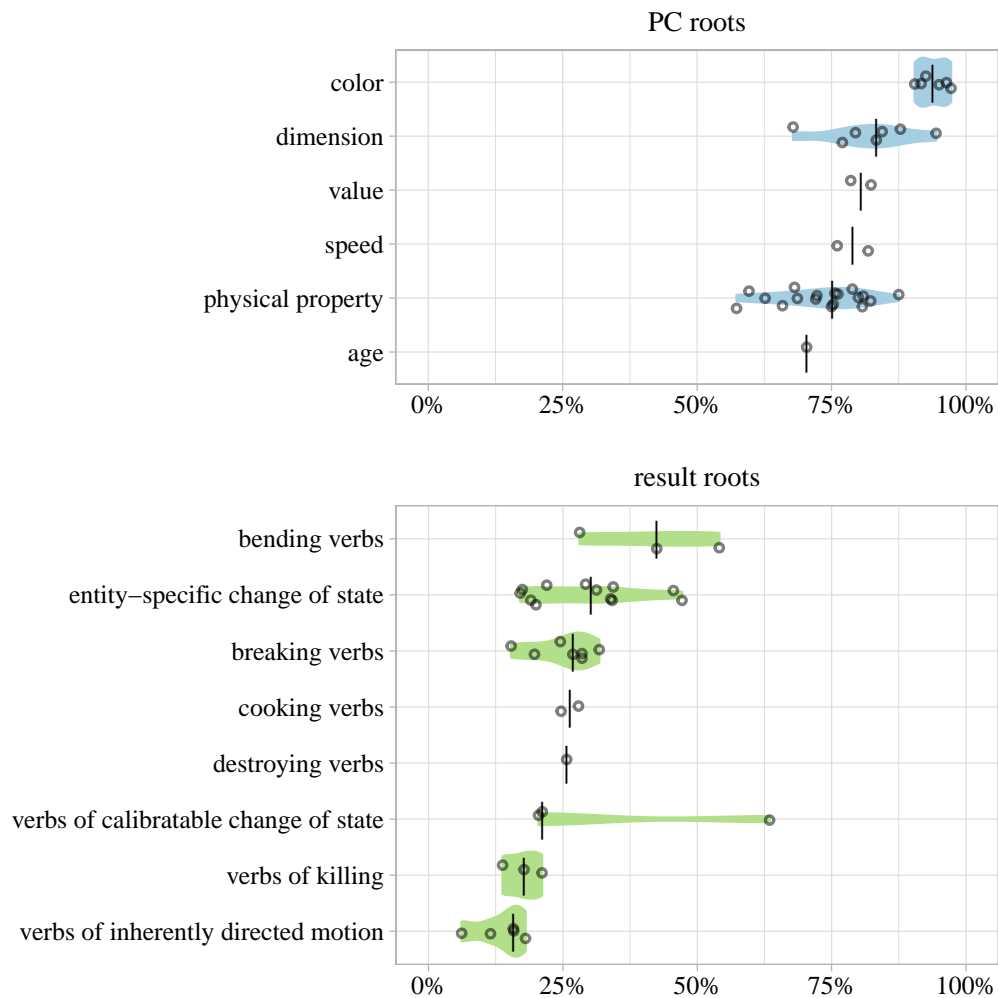 PC roots
color
dimension
value
speed
physical property
age
0% 25% 50% 75% 100%
result roots
bending verbs
entity−specific change of state
breaking verbs
cooking verbs
destroying verbs
verbs of calibratable change of state
verbs of killing
verbs of inherently directed motion
0% 25% 50% 75% 100%